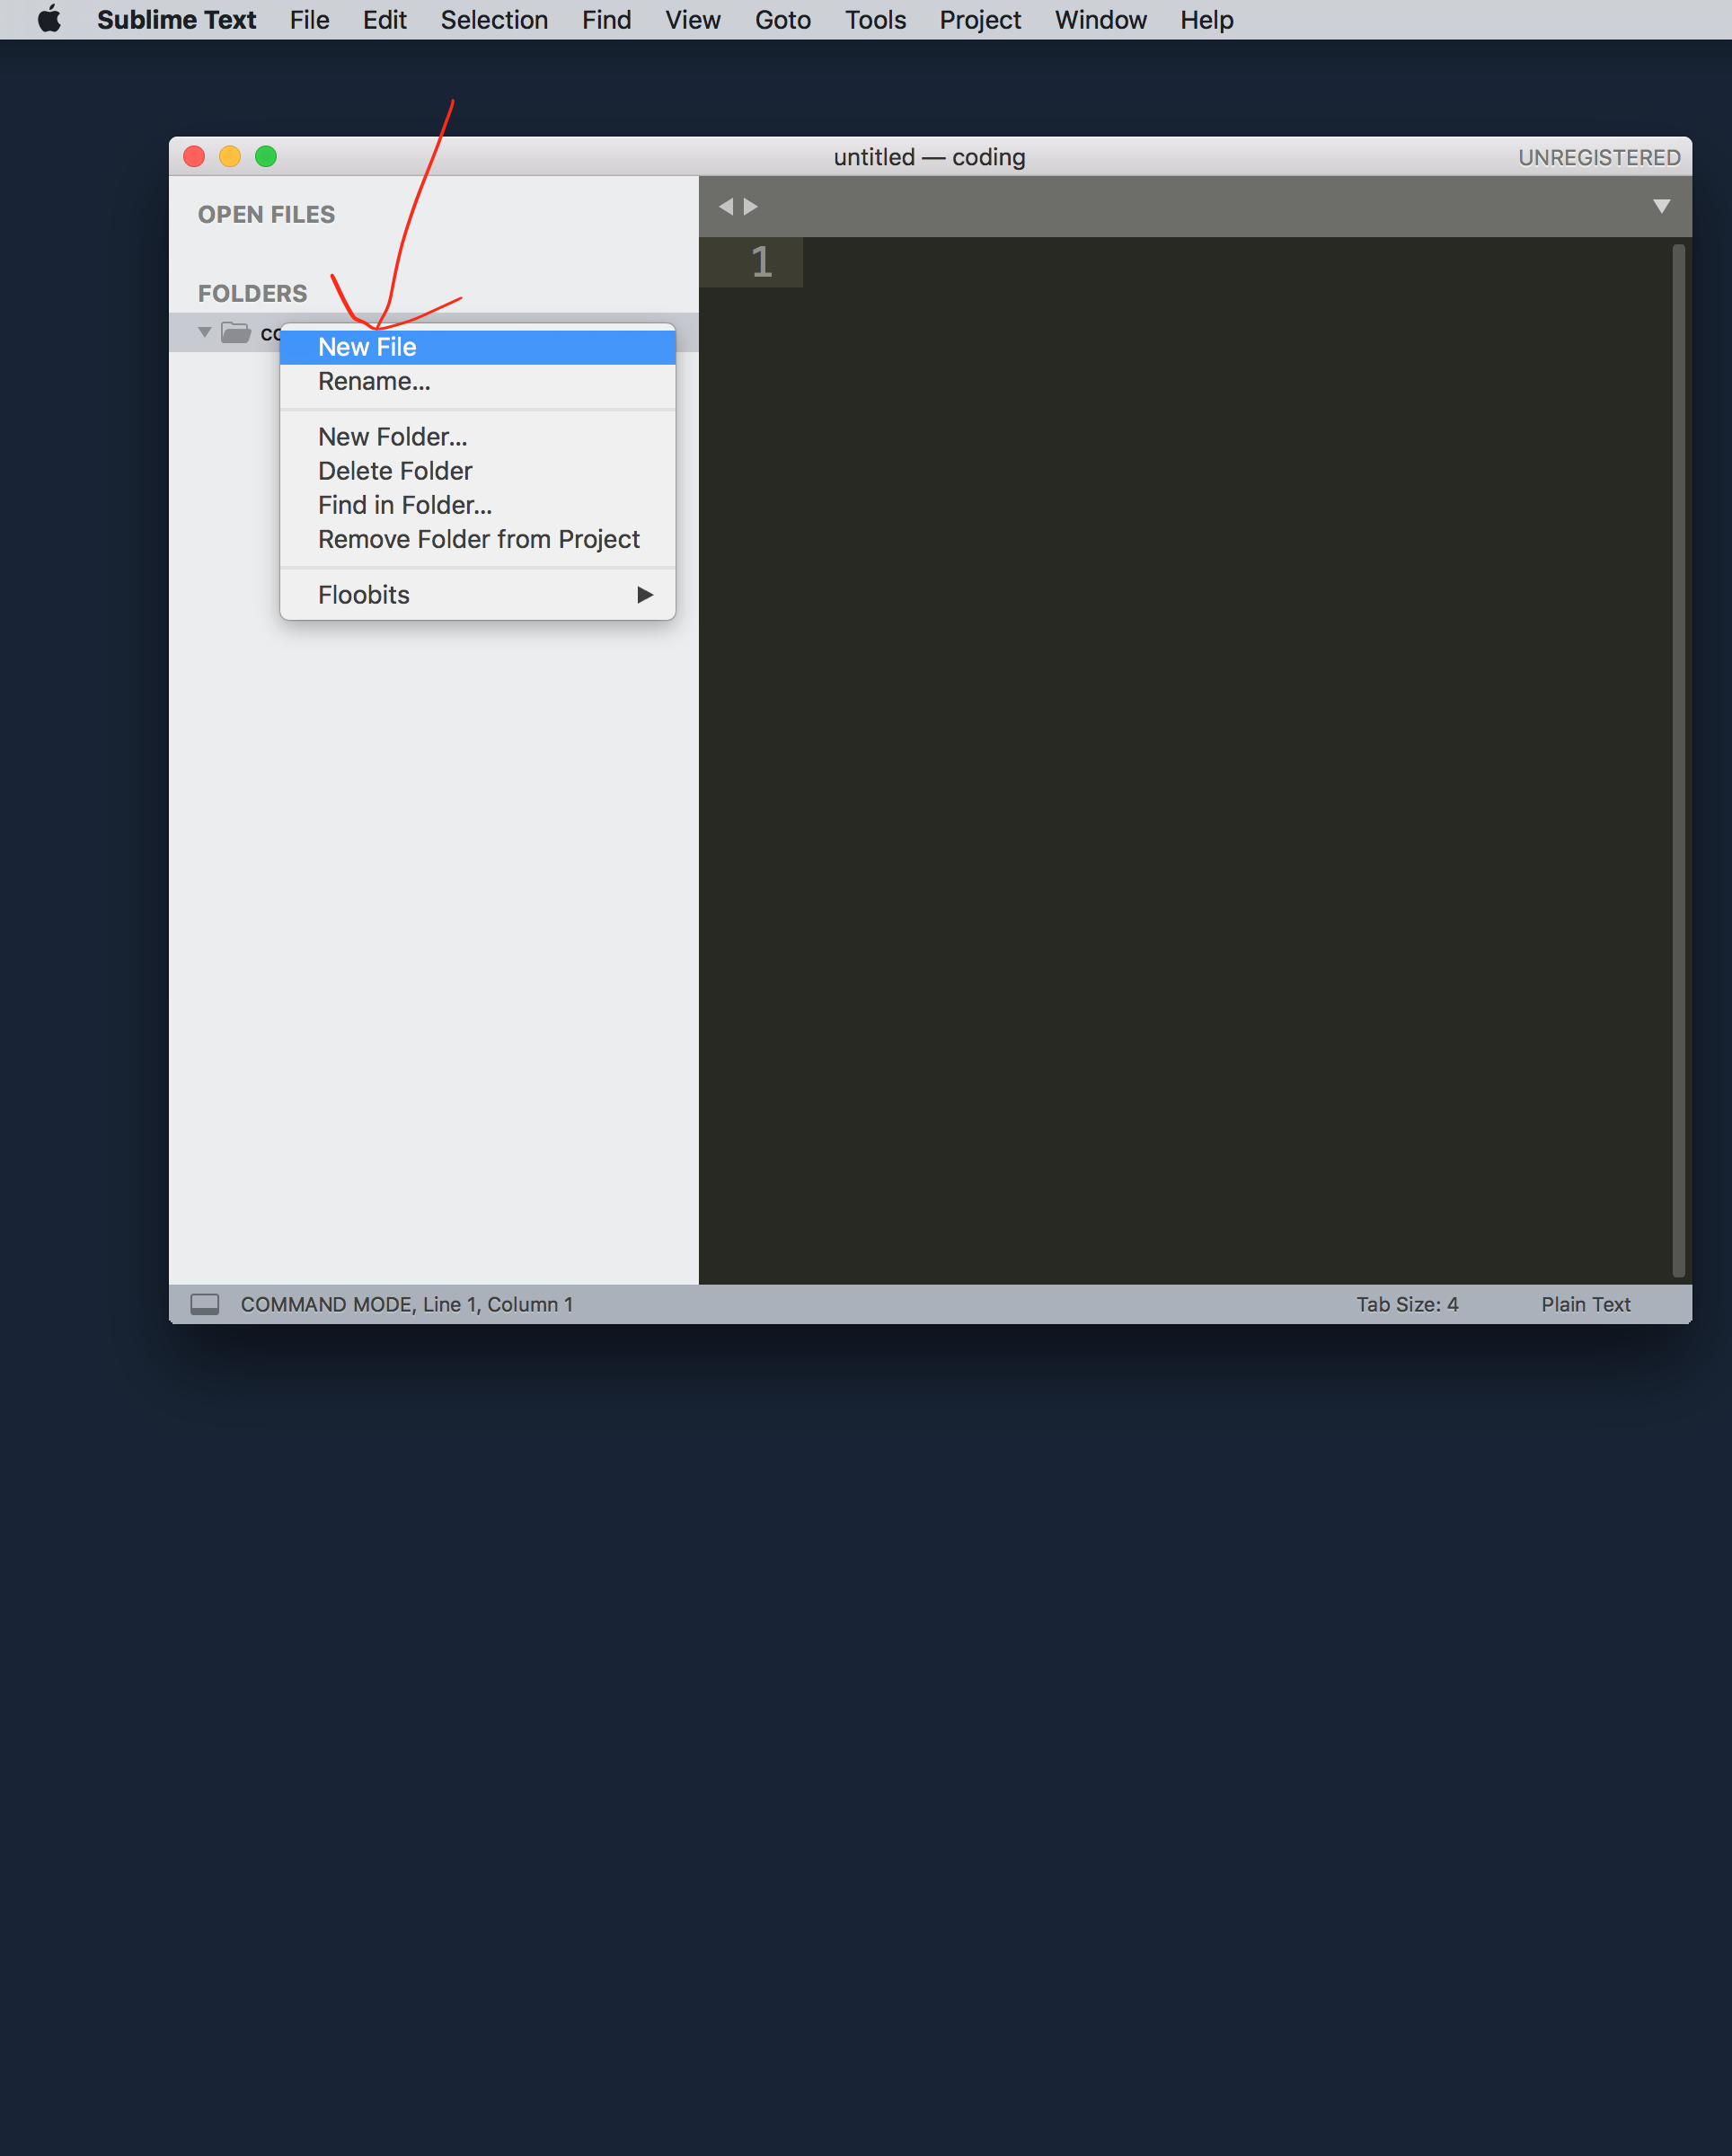 Sublime Text File Edit Selection Find View Goto Tools Project Window Help
untitled — coding UNREGISTERED
OPEN FILES
FOLDERS
1
New File
Rename...
New Folder...
Delete Folder
Find in Folder...
Remove Folder from Project
Floobits
COMMAND MODE, Line 1, Column 1 Tab Size: 4 Plain Text